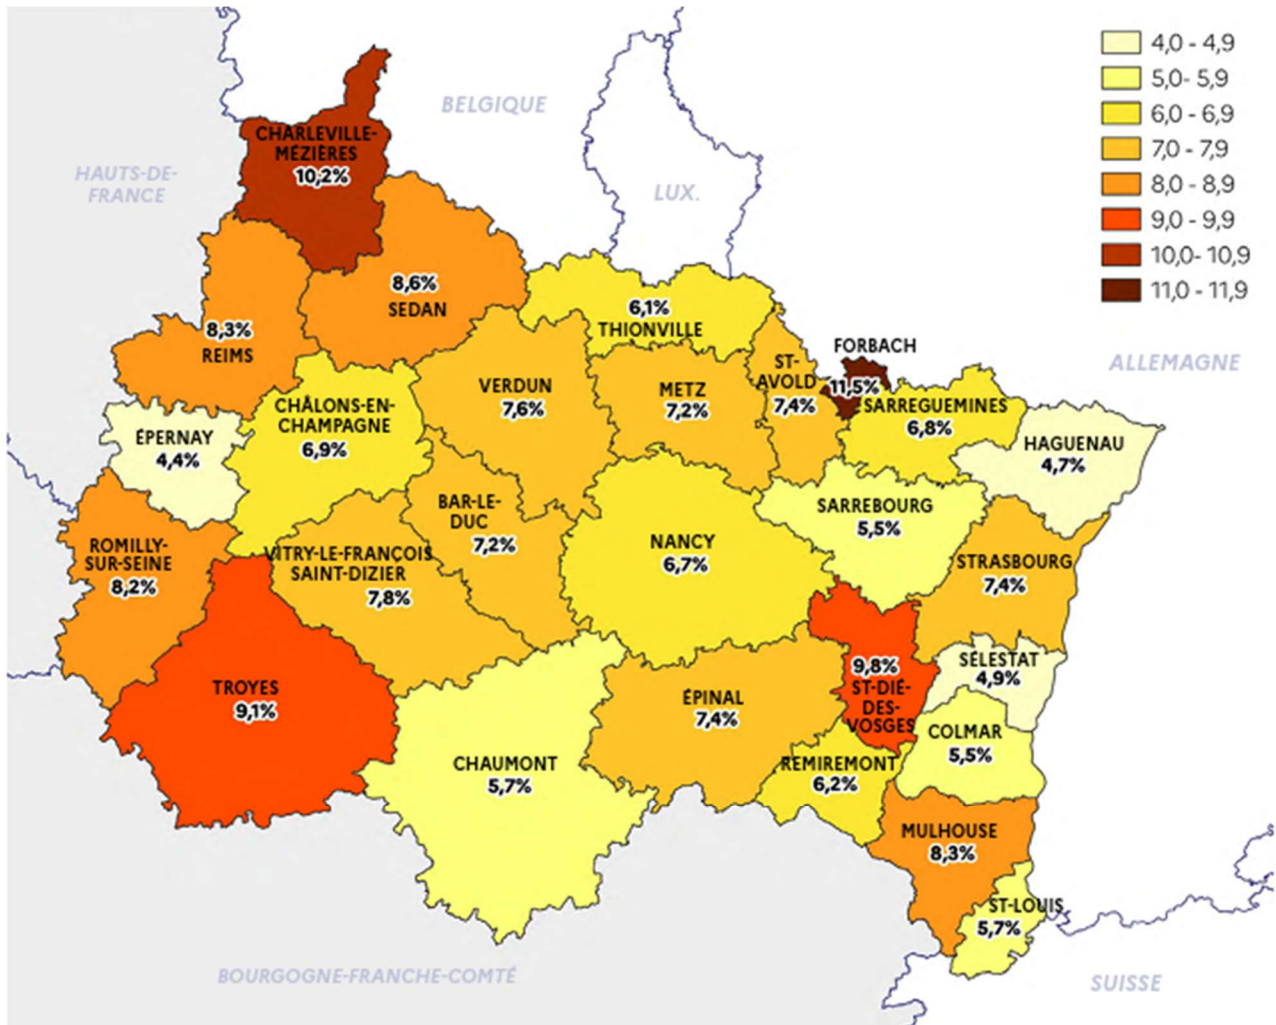 4,0 - 4,9
5,0- 5,9
6,0 - 6,9
7,0 - 7,9
8,0 - 8,9
9,0 - 9,9
10,0- 10,9
11,0 - 11,9
BELGIQUE
HAUTS-DE-
FRANCE
LUX.
ALLEMAGNE
CHARLEVILLE-
MÉZIÈRES
10,2%
8,6%
SEDAN
8,3%
REIMS
6,1%
THIONVILLE
FORBACH
11,5%
ST-
AVOLD
7,4%
VERDUN
7,6%
METZ
7,2%
SARREGUEMINES
6,8%
CHÂLONS-EN-
CHAMPAGNE
6,9%
ÉPERNAY
4,4%
HAGUENAU
4,7%
BAR-LE-
DUC
7,2%
SARREBOURG
5,5%
ROMILLY-
SUR-SEINE
8,2%
VITRY-LE-FRANÇOIS
SAINT-DIZIER
7,8%
NANCY
6,7%
STRASBOURG
7,4%
TROYES
9,1%
9,8%
ST-DIÉ-
DES-
VOSGES
SÉLESTAT
4,9%
ÉPINAL
7,4%
COLMAR
5,5%
CHAUMONT
5,7%
REMIREMONT
6,2%
MULHOUSE
8,3%
ST-LOUIS
5,7%
BOURGOGNE-FRANCHE-COMTÉ
SUISSE